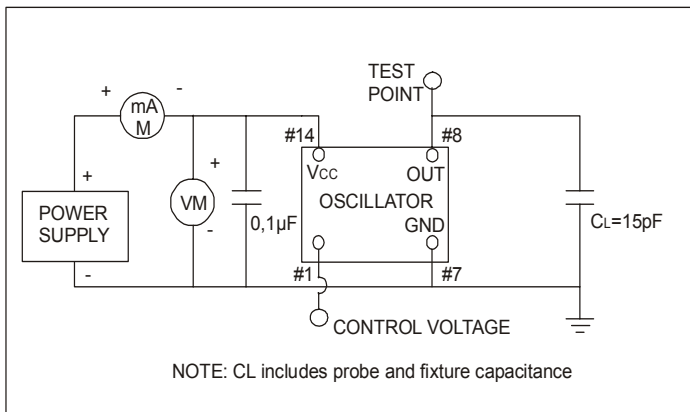 TEST
POINT
+
-
mA
M
#14
#8
Vcc
OUT
+
+
OSCILLATOR
POWER
SUPPLY
VM
0,1µF
GND
CL=15pF
-
-
#1
#7
CONTROL VOLTAGE
NOTE: CL includes probe and fixture capacitance